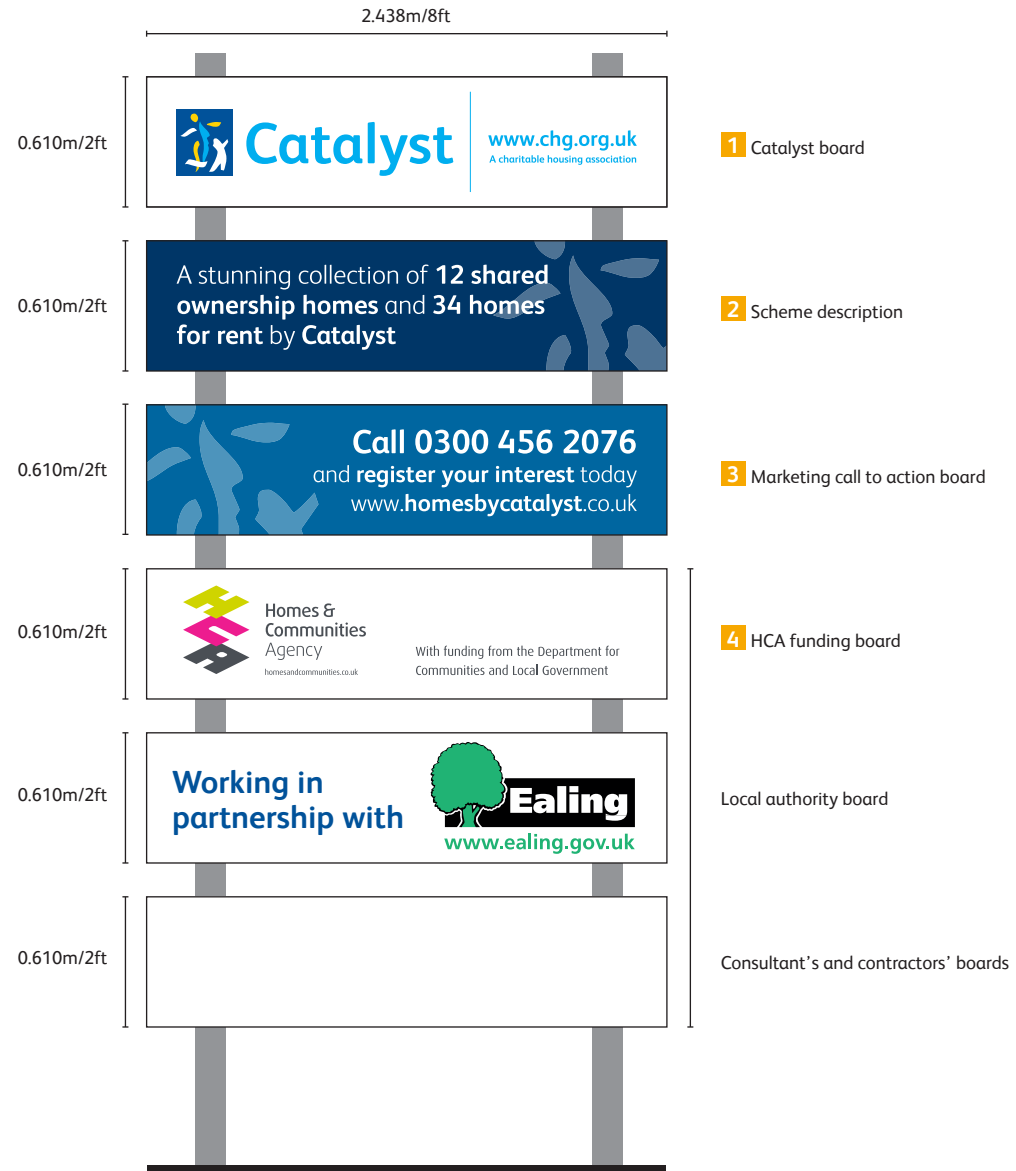 2.438m/8ft
0.610m/2ft
Catalyst
www.chg.org.uk
A charitable housing association
1 Catalyst board
0.610m/2ft
A stunning collection of 12 shared
ownership homes and 34 homes
for rent by Catalyst
2 Scheme description
0.610m/2ft
Call 0300 456 2076
and register your interest today
www.homesbycatalyst.co.uk
3 Marketing call to action board
0.610m/2ft
HCA
Homes &
Communities
Agency
homesandcommunities.co.uk
With funding from the Department for
Communities and Local Government
4 HCA funding board
0.610m/2ft
Working in
partnership with
Ealing
www.ealing.gov.uk
Local authority board
0.610m/2ft
Consultant's and contractors' boards